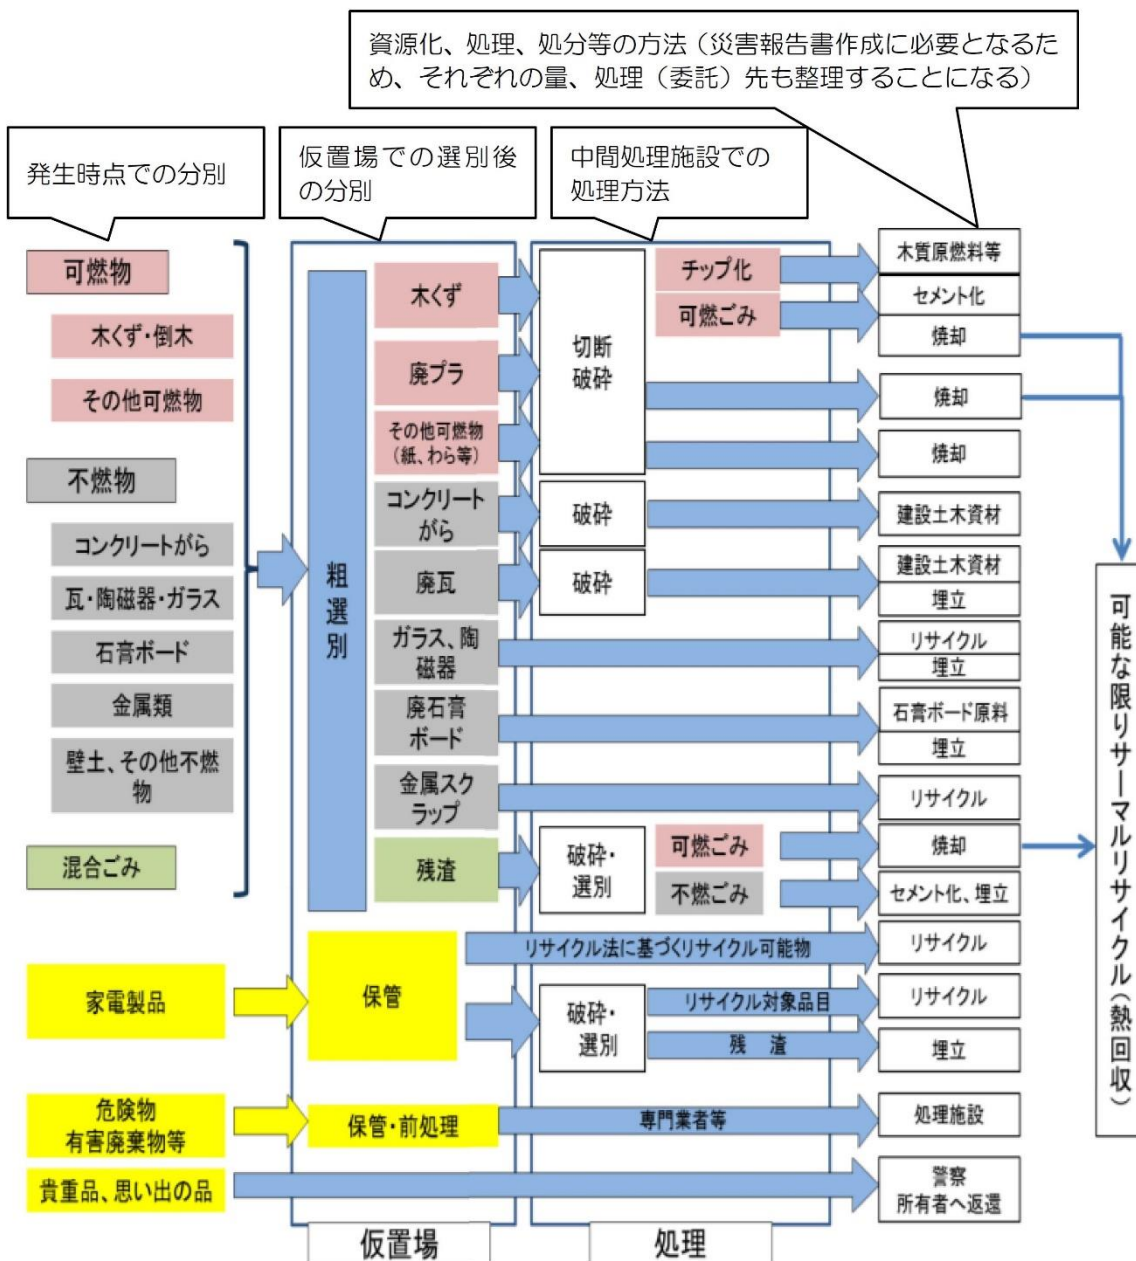 資源化、処理、処分等の方法（災害報告書作成に必要となるた
め、それぞれの量、処理（委託）先も整理することになる）
発生時点での分別
仮置場での選別後
の分別
中間処理施設での
処理方法
可燃物
木くず・倒木
その他可燃物
不燃物
コンクリートがら
瓦・陶磁器・ガラス
石膏ボード
金属類
壁土、その他不燃
物
混合ごみ
家電製品
危険物
有害廃棄物等
貴重品、思い出の品
粗選別
木くず
廃プラ
その他可燃物
（紙、わら等）
コンクリート
がら
廃瓦
ガラス、陶
磁器
廃石膏
ボード
金属スク
ラップ
残渣
保管
保管・前処理
仮置場
切断
破砕
チップ化
可燃ごみ
破砕
破砕
破砕・
選別
可燃ごみ
不燃ごみ
リサイクル法に基づくリサイクル可能物
破砕・
選別
リサイクル対象品目
残　渣
専門業者等
処理
木質原燃料等
セメント化
焼却
焼却
焼却
建設土木資材
建設土木資材
埋立
リサイクル
埋立
石膏ボード原料
埋立
リサイクル
焼却
セメント化、埋立
リサイクル
リサイクル
埋立
処理施設
警察
所有者へ返還
可能な限りサーマルリサイクル（熱回収）